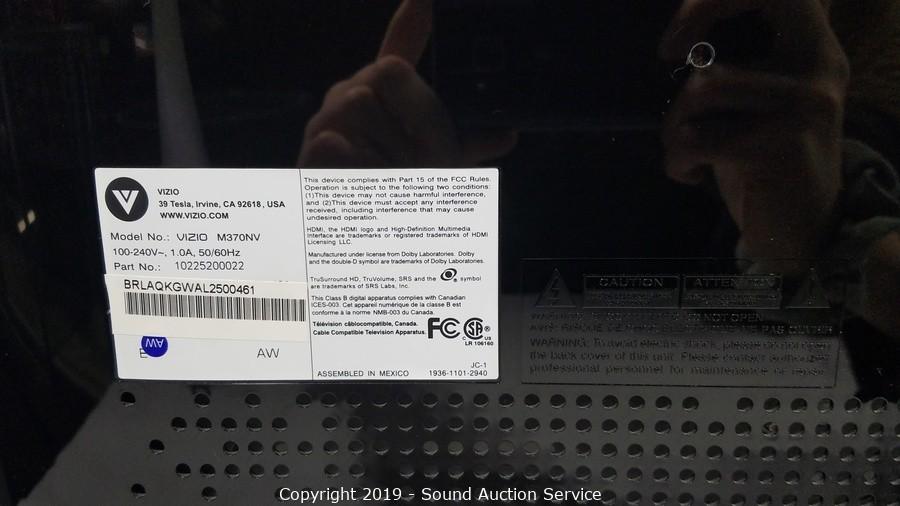 VIZIO
39 Tesla, Irvine, CA 92618, USA
WWW.VIZIO.COM
Model No.: VIZIO M370NV
100-240V~, 1.0A, 50/60Hz
Part No.: 10225200022
BRLAQKGWAL2500461
AW
E
AW
This device complies with Part 15 of the FCC Rules.
Operation is subject to the following two conditions:
(1)This device may not cause harmful interference,
and (2)This device must accept any interference
received, including interference that may cause
undesired operation.
HDMI, the HDMI logo and High-Definition Multimedia
Interface are trademarks or registered trademarks of HDMI
Licensing LLC.
Manufactured under license from Dolby Laboratories. Dolby
and the double-D symbol are trademarks of Dolby Laboratories.
TruSurround HD, TruVolume, SRS and the symbol
are trademarks of SRS Labs, Inc.
This Class B digital apparatus complies with Canadian
ICES-003. Cet appareil numérique de la classe B est
conforme à la norme NMB-003 du Canada.
Télévision câblocompatible, Canada.
Cable Compatible Television Apparatus.
FC CSA ®
C US
LR 106160
JC-1
ASSEMBLED IN MEXICO 1936-1101-2940
CAUTION ATTENTION
WARNING: To avoid electric shock, please do not open
the back cover of this unit. Please contact authorized
professional personnel for maintenance or repair.
Copyright 2019 - Sound Auction Service